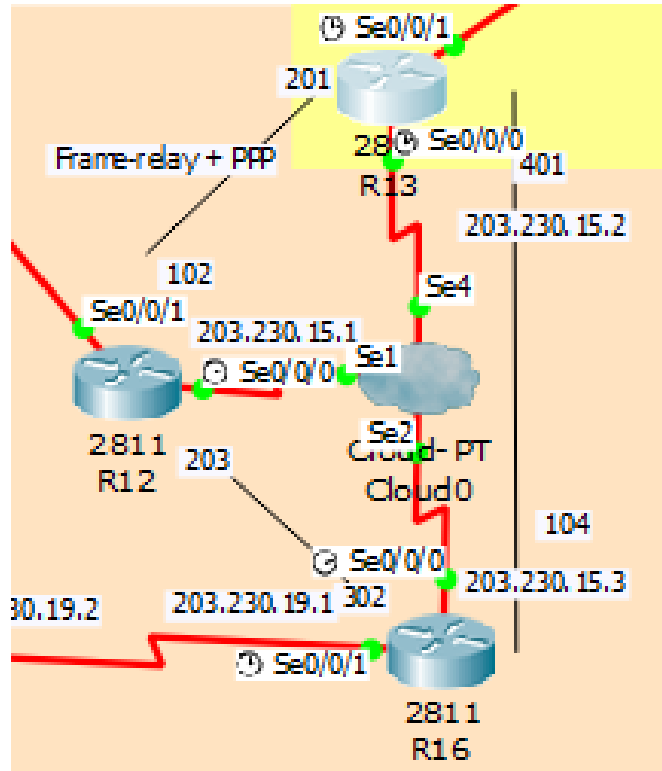 Se0/0/1
201
28
Se0/0/0
Frame-relay + PPP
401
R13
203.230.15.2
102
Se4
Se0/0/1
203.230.15.1
Se1
Se0/0/0
Se2
2811
203
Cloud-PT
R12
Cloud0
104
Se0/0/0
203.230.15.3
302
203.230.19.1
30.19.2
Se0/0/1
2811
R16